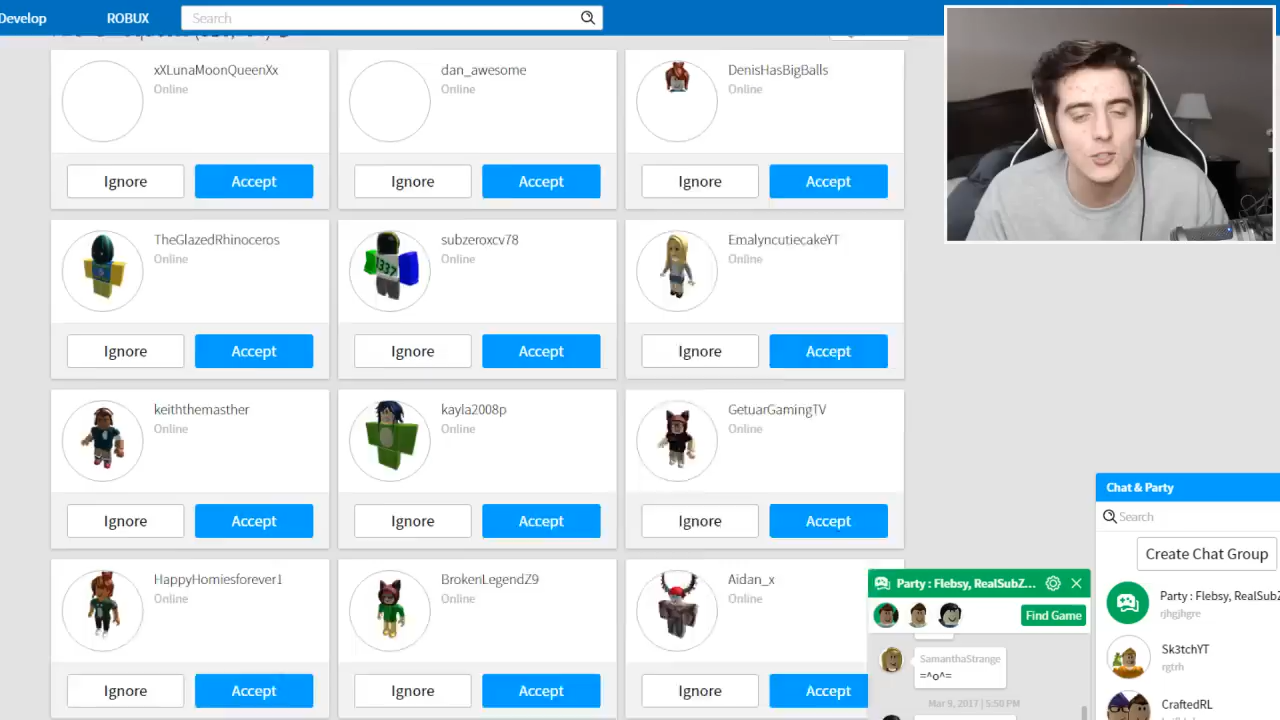 Develop
ROBUX
Search
xXLunaMoonQueenXx
Online
dan_awesome
Online
DenisHasBigBalls
Online
Ignore
Accept
Ignore
Accept
Ignore
Accept
TheGlazedRhinoceros
Online
subzeroxcv78
Online
EmalyncutiecakeYT
Online
Ignore
Accept
Ignore
Accept
Ignore
Accept
keiththemasther
Online
kayla2008p
Online
GetuarGamingTV
Online
Ignore
Accept
Ignore
Accept
Ignore
Accept
HappyHomiesforever1
Online
BrokenLegendZ9
Online
Aidan_x
Online
Ignore
Accept
Ignore
Accept
Ignore
Accept
Party : Flebsy, RealSubZ...
Find Game
SamanthaStrange
=^o^=
Mar 9, 2017 | 5:50 PM
Chat & Party
Search
Create Chat Group
Party : Flebsy, RealSubZ
rjhgjhgre
Sk3tchYT
rgtrh
CraftedRL
1337